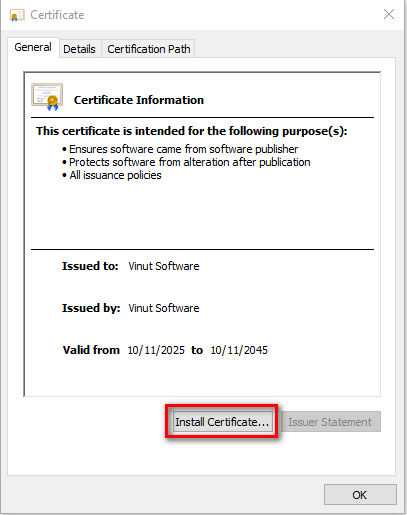 Certificate
General Details Certification Path
Certificate Information
This certificate is intended for the following purpose(s):
• Ensures software came from software publisher
• Protects software from alteration after publication
• All issuance policies
Issued to: Vinut Software
Issued by: Vinut Software
Valid from 10/11/2025 to 10/11/2045
Install Certificate... Issuer Statement
OK